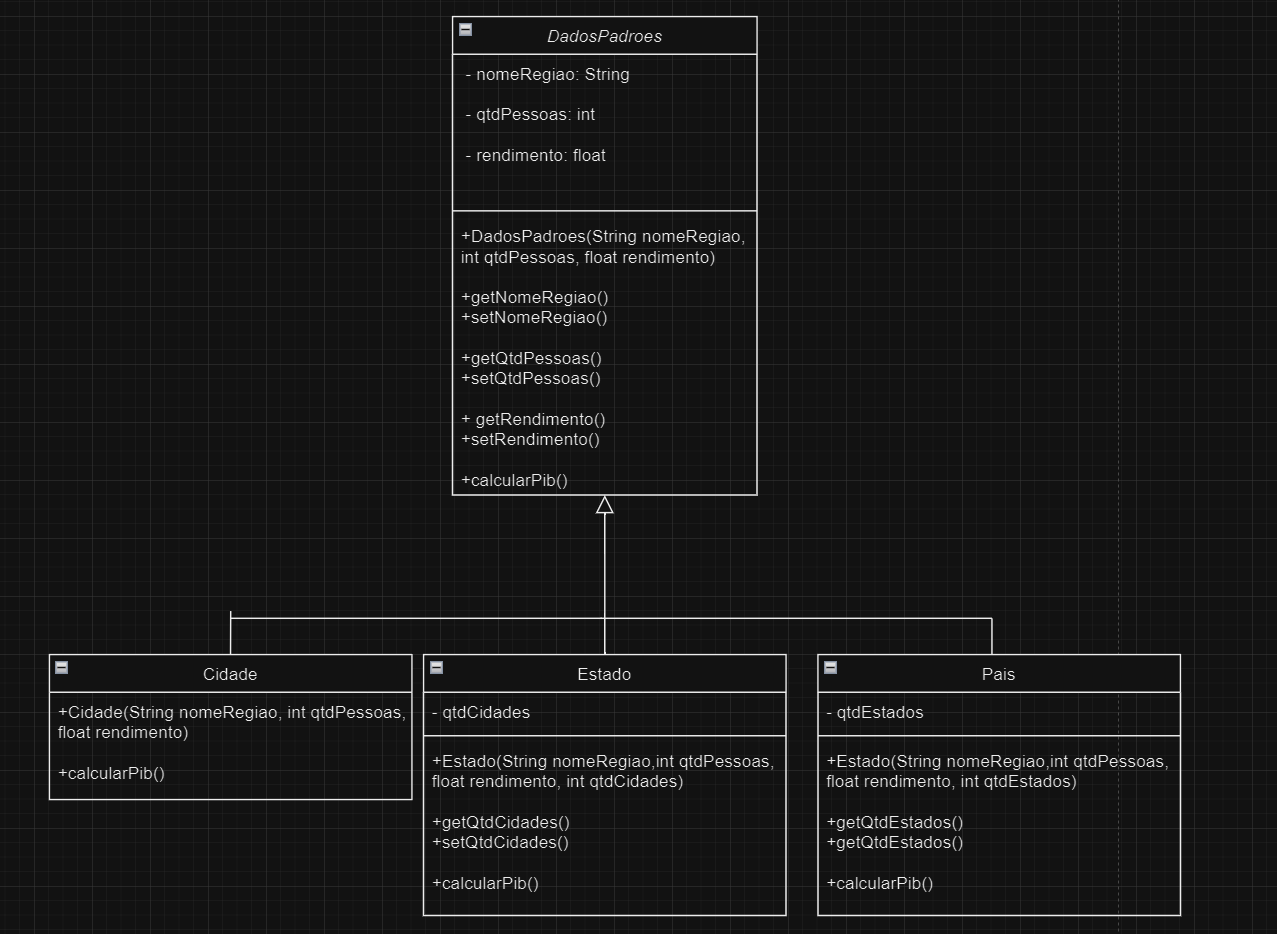 DadosPadroes
- nomeRegiao: String
- qtdPessoas: int
- rendimento: float
+DadosPadroes(String nomeRegiao,
int qtdPessoas, float rendimento)
+getNomeRegiao()
+setNomeRegiao()
+getQtdPessoas()
+setQtdPessoas()
+ getRendimento()
+setRendimento()
+calcularPib()
Cidade
+Cidade(String nomeRegiao, int qtdPessoas,
float rendimento)
+calcularPib()
Estado
- qtdCidades
+Estado(String nomeRegiao,int qtdPessoas,
float rendimento, int qtdCidades)
+getQtdCidades()
+setQtdCidades()
+calcularPib()
Pais
- qtdEstados
+Estado(String nomeRegiao,int qtdPessoas,
float rendimento, int qtdEstados)
+getQtdEstados()
+getQtdEstados()
+calcularPib()